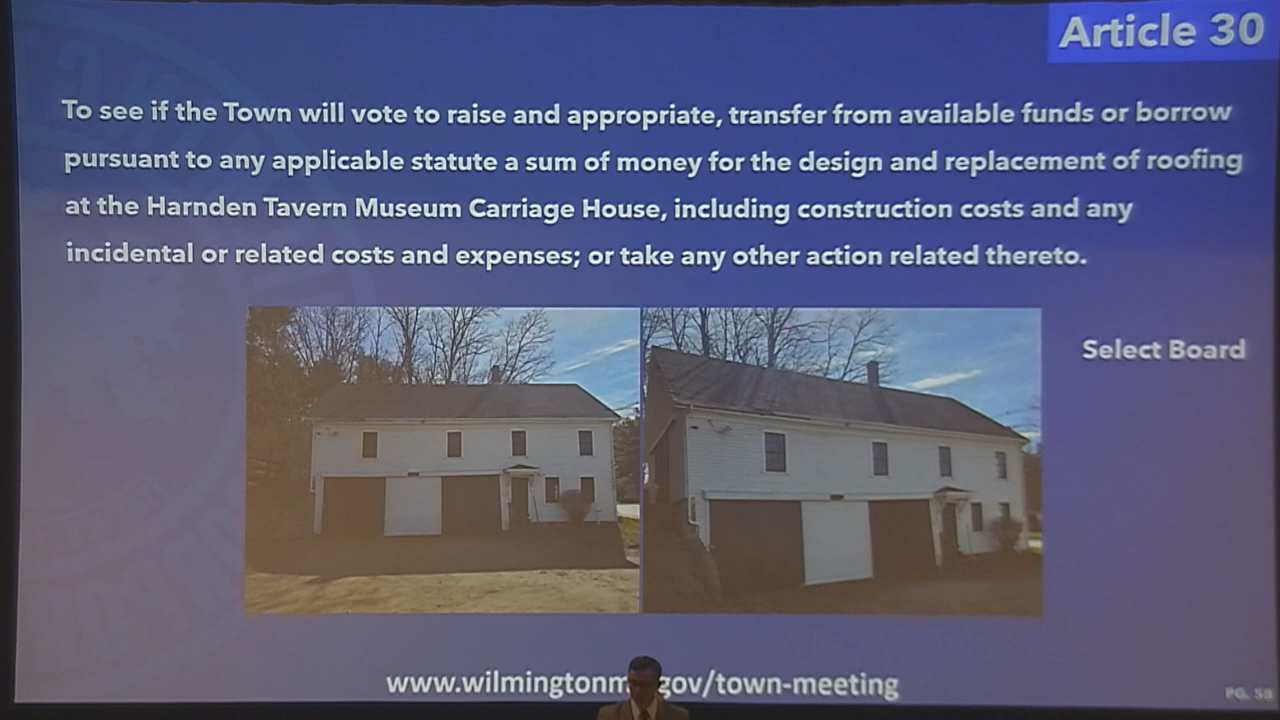 Article 30
To see if the Town will vote to raise and appropriate, transfer from available funds or borrow
pursuant to any applicable statute a sum of money for the design and replacement of roofing
at the Harnden Tavern Museum Carriage House, including construction costs and any
incidental or related costs and expenses; or take any other action related thereto.
Select Board
www.wilmingtonm gov/town-meeting
PG. 58